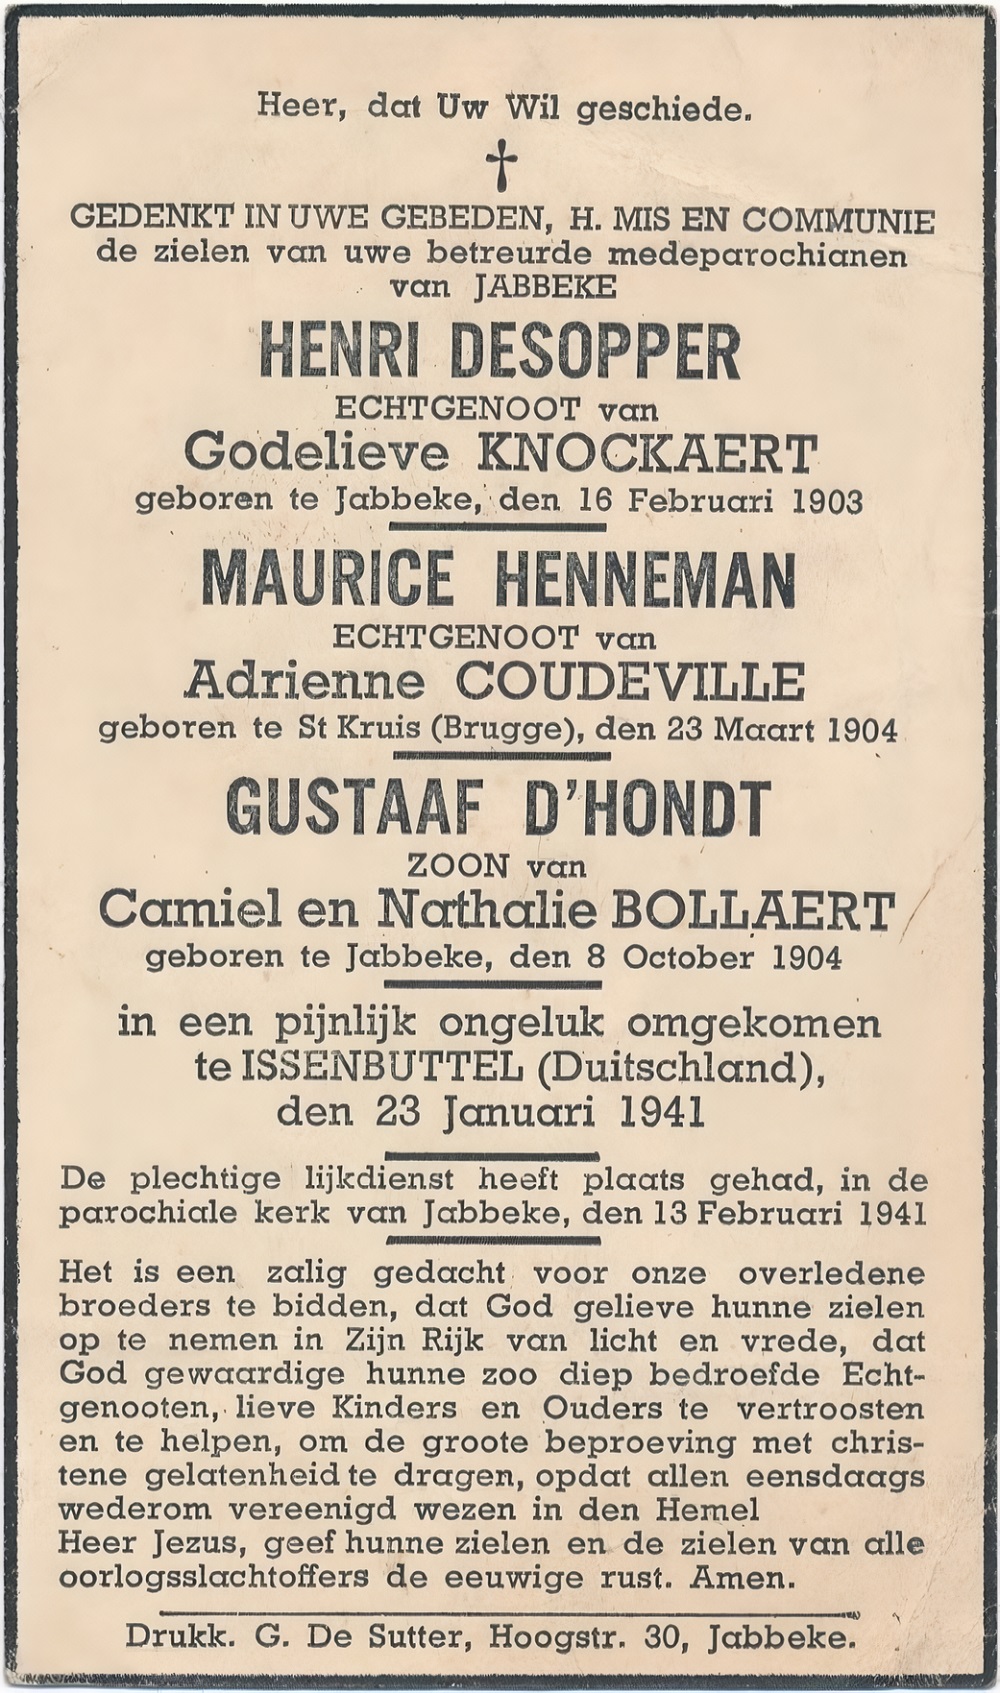 Heer, dat Uw Wil geschiede.
GEDENKT IN UWE GEBEDEN, H. MIS EN COMMUNIE
de zielen van uwe betreurde medeparochianen
van JABBEKE
HENRI DESOPPER
ECHTGENOOT van
Godelieve KNOCKAERT
geboren te Jabbeke, den 16 Februari 1903
MAURICE HENNEMAN
ECHTGENOOT van
Adrienne COUDEVILLE
geboren te St Kruis (Brugge), den 23 Maart 1904
GUSTAAF D'HONDT
ZOON van
Camiel en Nathalie BOLLAERT
geboren te Jabbeke, den 8 October 1904
in een pijnlijk ongeluk omgekomen
te ISSENBUTTEL (Duitschland),
den 23 Januari 1941
De plechtige lijkdienst heeft plaats gehad, in de
parochiale kerk van Jabbeke, den 13 Februari 1941
Het is een zalig gedacht voor onze overledene
broeders te bidden, dat God gelieve hunne zielen
op te nemen in Zijn Rijk van licht en vrede, dat
God gewaardige hunne zoo diep bedroefde Echt-
genooten, lieve Kinders en Ouders te vertroosten
en te helpen, om de groote beproeving met chris-
tene gelatenheid te dragen, opdat allen eensdaags
wederom vereenigd wezen in den Hemel
Heer Jezus, geef hunne zielen en de zielen van alle
oorlogsslachtoffers de eeuwige rust. Amen.
Drukk. G. De Sutter, Hoogstr. 30, Jabbeke.